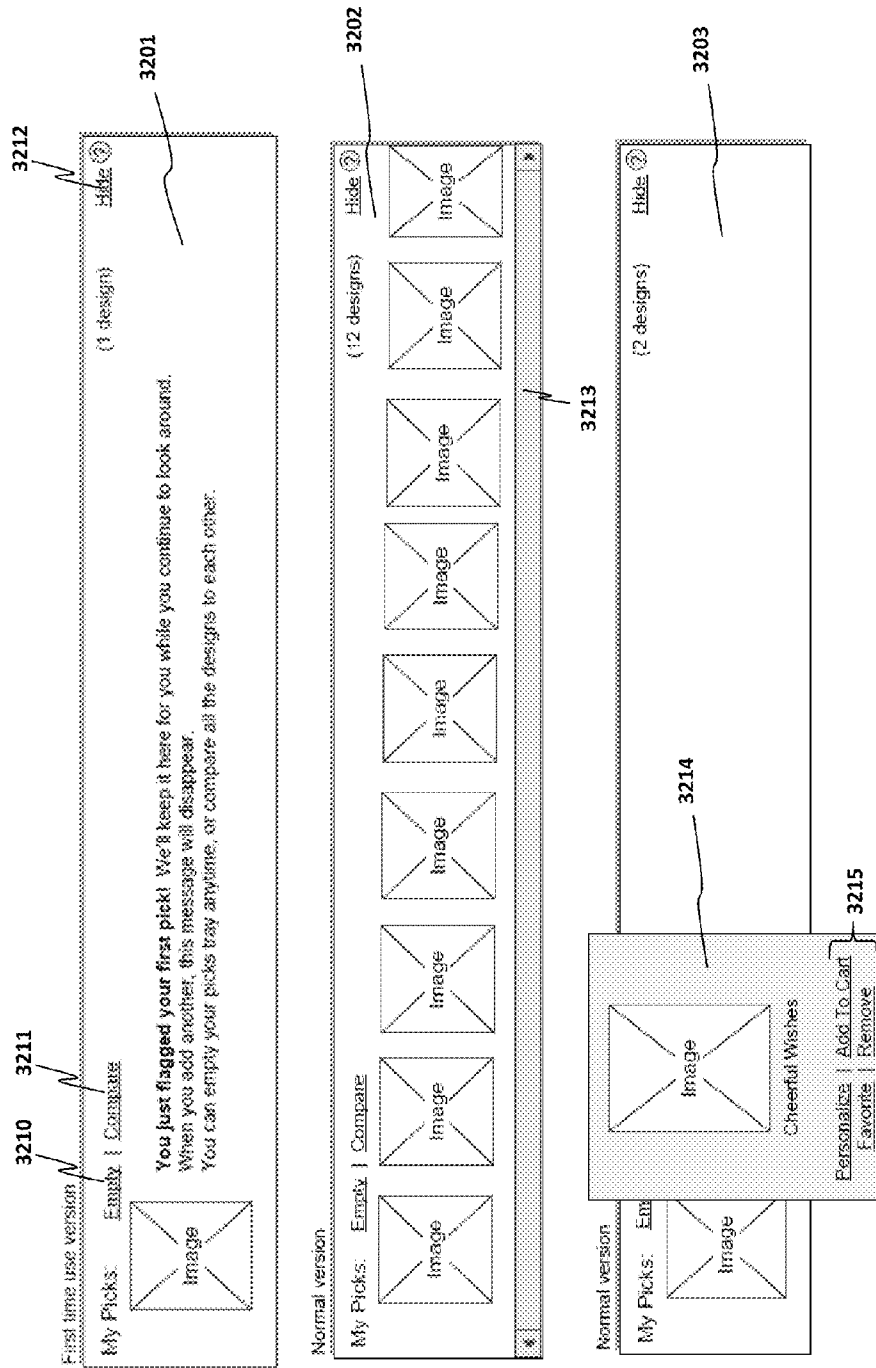 3212
3210
3211
3201
First time use version
My Picks: Empty | Compare (1 design) Hide ?
Image
You just flagged your first pick! We'll keep it here for you while you continue to look around.
When you add another, this message will disappear.
You can empty your picks tray anytime, or compare all the designs to each other.
3202
Normal version
My Picks: Empty | Compare (12 designs) Hide ?
Image Image Image Image Image Image Image Image Image
3213
3203
Normal version
My Picks: Em (2 designs) Hide ?
Image
Image
3214
Cheerful Wishes
Personalize | Add To Cart
Favorite | Remove
3215